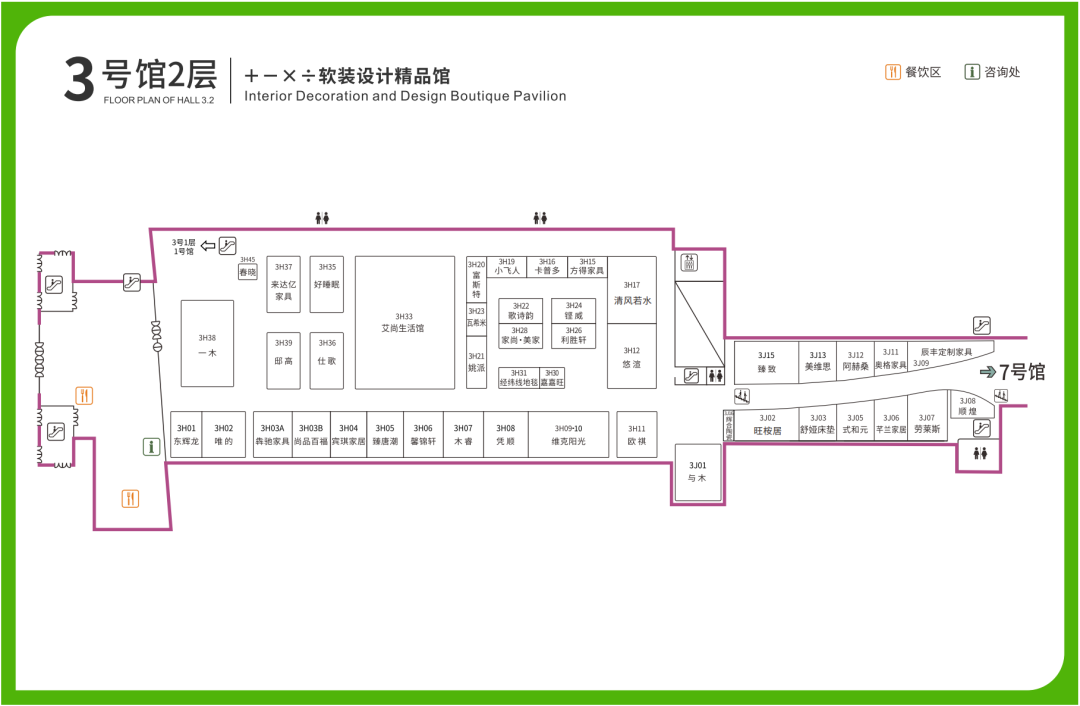 3号馆2层
FLOOR PLAN OF HALL 3.2
+－×÷软装设计精品馆
Interior Decoration and Design Boutique Pavilion
餐饮区
咨询处
3号1层
1号馆
3H45
春晓
3H37
来达亿
家具
3H35
好睡眠
3H33
艾尚生活馆
3H20
富斯特
3H19
小飞人
3H16
卡普多
3H15
方得家具
3H17
清风若水
3H23
瓦希米
3H22
歌诗韵
3H24
铿威
3H28
家尚·美家
3H26
利胜轩
3H21
姚派
3H31
经纬线地毯
3H30
嘉嘉旺
3H12
悠渲
3H38
一木
3H39
邸高
3H36
仕歌
3H01
东辉龙
3H02
唯的
3H03A
犇驰家具
3H03B
尚品百福
3H04
宾琪家居
3H05
臻唐潮
3H06
馨锦轩
3H07
木睿
3H08
凭顺
3H09-10
维克阳光
3H11
欧祺
3J15
臻致
3J13
美维思
3J12
阿赫桑
3J11
奥格家具
辰丰定制家具
3J09
7号馆
3J02
旺桉居
3J03
舒娅床垫
3J05
式和元
3J06
芊兰家居
3J07
劳莱斯
3J08
顺煌
3J01
与木